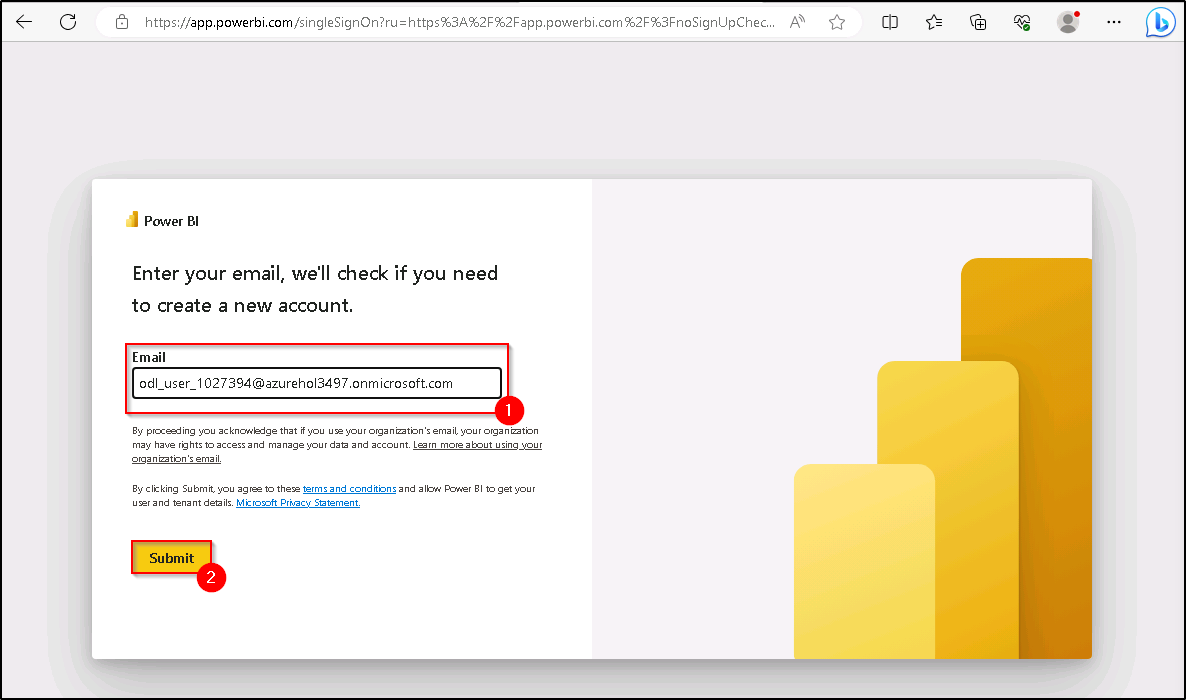 https://app.powerbi.com/singleSignOn?ru=https%3A%2F%2Fapp.powerbi.com%2F%3FnoSignUpChec...
Power BI
Enter your email, we'll check if you need
to create a new account.
Email
odl_user_1027394@azurehol3497.onmicrosoft.com
1
By proceeding you acknowledge that if you use your organization's email, your organization
may have rights to access and manage your data and account. Learn more about using your
organization's email.
By clicking Submit, you agree to these terms and conditions and allow Power BI to get your
user and tenant details. Microsoft Privacy Statement.
Submit
2